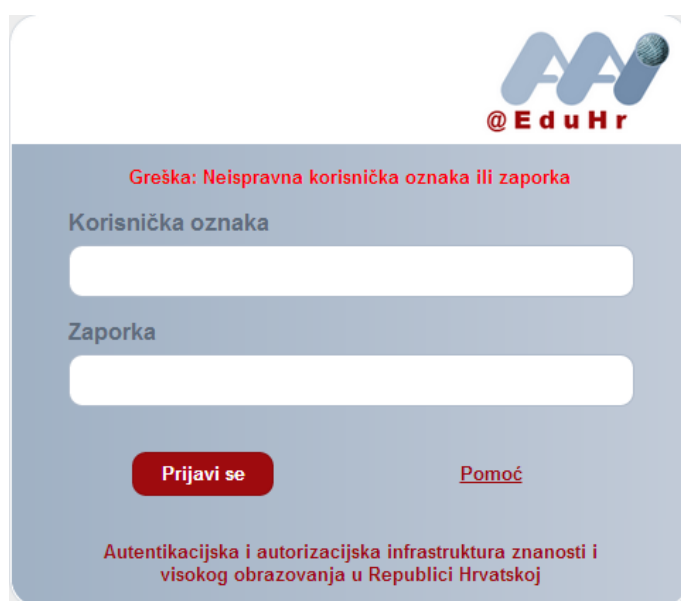 AAI
@EduHr
Greška: Neispravna korisnička oznaka ili zaporka
Korisnička oznaka
Zaporka
Prijavi se
Pomoć
Autentikacijska i autorizacijska infrastruktura znanosti i
visokog obrazovanja u Republici Hrvatskoj